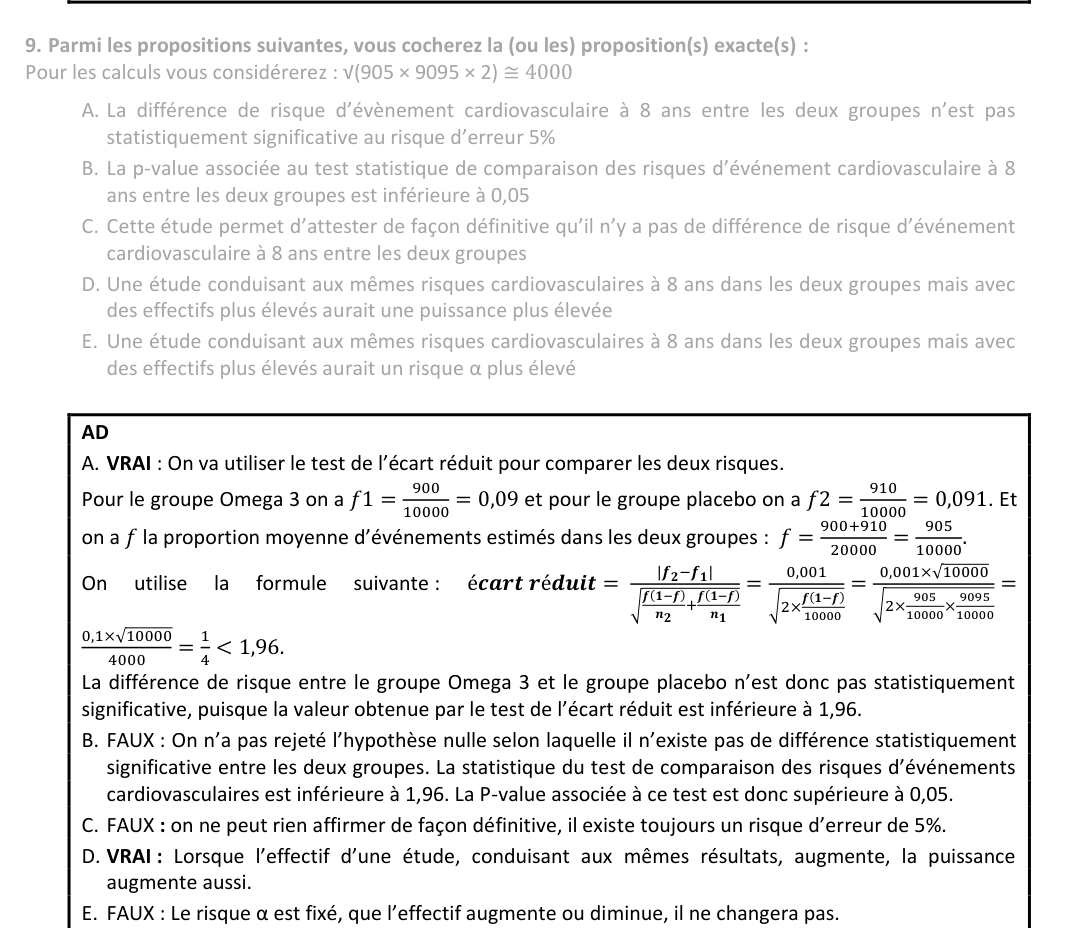 9. Parmi les propositions suivantes, vous cocherez la (ou les) proposition(s) exacte(s) :
Pour les calculs vous considérerez : √(905 × 9095 × 2) ≅ 4000
A. La différence de risque d’évènement cardiovasculaire à 8 ans entre les deux groupes n’est pas
statistiquement significative au risque d’erreur 5%
B. La p-value associée au test statistique de comparaison des risques d’événement cardiovasculaire à 8
ans entre les deux groupes est inférieure à 0,05
C. Cette étude permet d’attester de façon définitive qu’il n’y a pas de différence de risque d’événement
cardiovasculaire à 8 ans entre les deux groupes
D. Une étude conduisant aux mêmes risques cardiovasculaires à 8 ans dans les deux groupes mais avec
des effectifs plus élevés aurait une puissance plus élevée
E. Une étude conduisant aux mêmes risques cardiovasculaires à 8 ans dans les deux groupes mais avec
des effectifs plus élevés aurait un risque α plus élevé
AD
A. VRAI : On va utiliser le test de l’écart réduit pour comparer les deux risques.
Pour le groupe Omega 3 on a f1 = 900/10000 = 0,09 et pour le groupe placebo on a f2 = 910/10000 = 0,091. Et
on a f la proportion moyenne d’événements estimés dans les deux groupes : f = 900+910/20000 = 905/10000.
On utilise la formule suivante : écart réduit = |f₂−f₁|/√(f(1−f)/n₂ + f(1−f)/n₁) = 0,001/√(2×f(1−f)/10000) = 0,001×√10000/√(2×905/10000×9095/10000) =
0,1×√10000/4000 = 1/4 < 1,96.
La différence de risque entre le groupe Omega 3 et le groupe placebo n’est donc pas statistiquement
significative, puisque la valeur obtenue par le test de l’écart réduit est inférieure à 1,96.
B. FAUX : On n’a pas rejeté l’hypothèse nulle selon laquelle il n’existe pas de différence statistiquement
significative entre les deux groupes. La statistique du test de comparaison des risques d’événements
cardiovasculaires est inférieure à 1,96. La P-value associée à ce test est donc supérieure à 0,05.
C. FAUX : on ne peut rien affirmer de façon définitive, il existe toujours un risque d’erreur de 5%.
D. VRAI : Lorsque l’effectif d’une étude, conduisant aux mêmes résultats, augmente, la puissance
augmente aussi.
E. FAUX : Le risque α est fixé, que l’effectif augmente ou diminue, il ne changera pas.